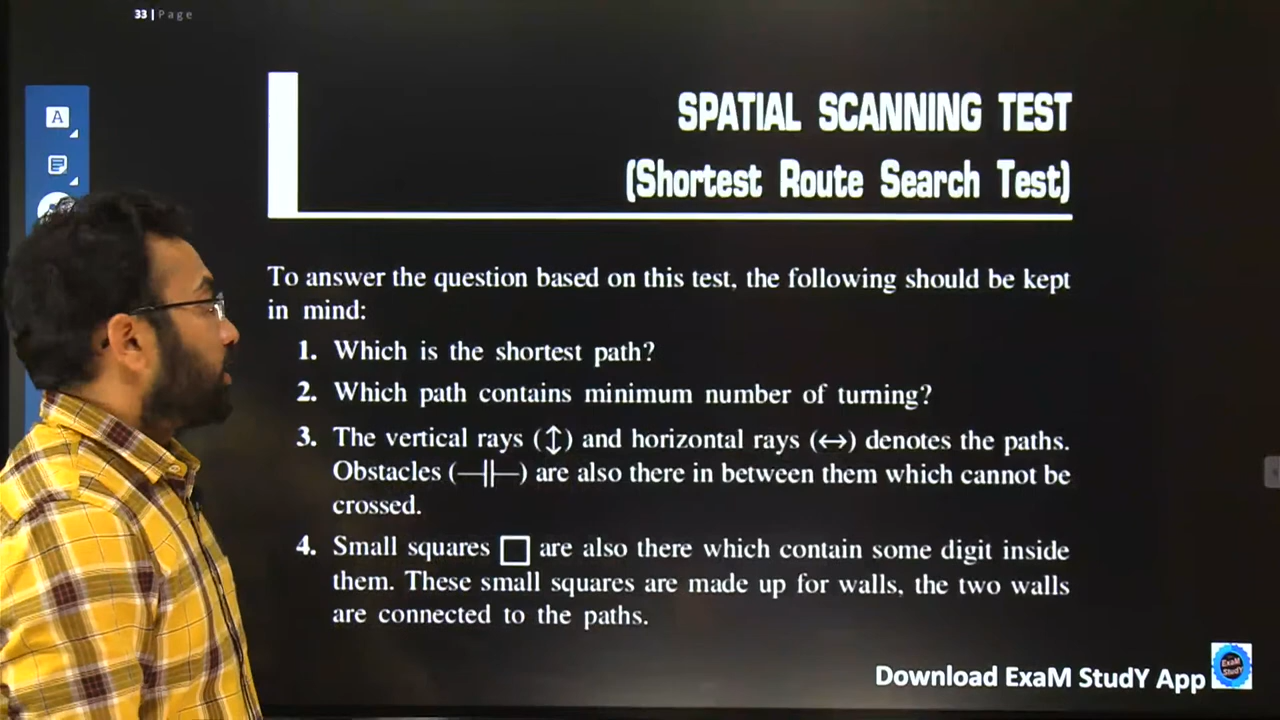 33 | Page
A
SPATIAL SCANNING TEST
(Shortest Route Search Test)
To answer the question based on this test, the following should be kept
in mind:
1. Which is the shortest path?
2. Which path contains minimum number of turning?
3. The vertical rays (↕) and horizontal rays (↔) denotes the paths.
Obstacles (—||—) are also there in between them which cannot be
crossed.
4. Small squares □ are also there which contain some digit inside
them. These small squares are made up for walls, the two walls
are connected to the paths.
Download ExaM StudY App
ExaM
StudY